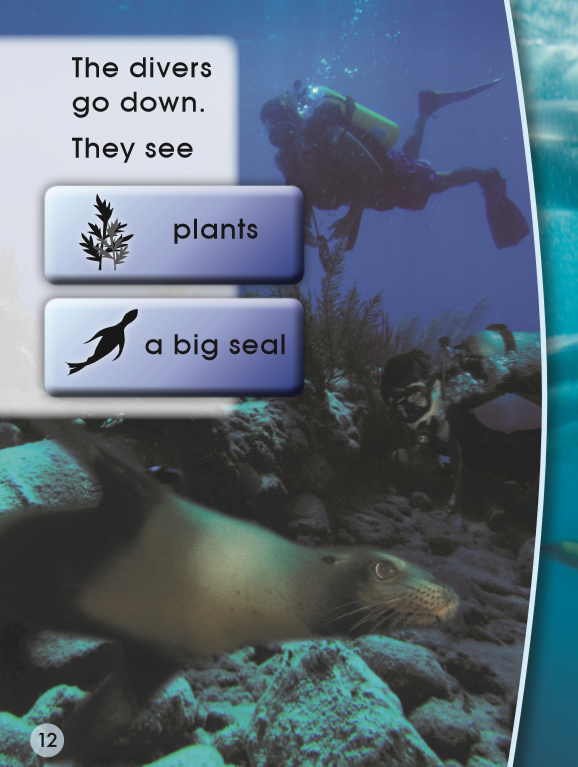 The divers
go down.
They see
plants
a big seal
12